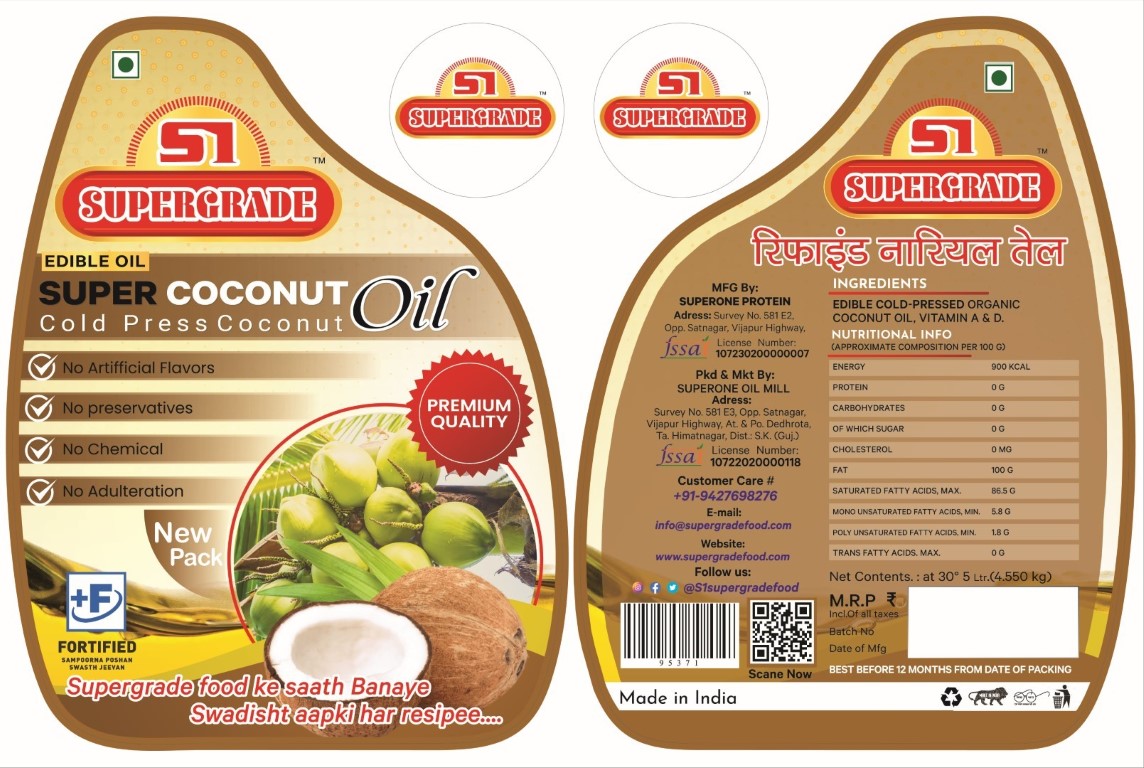 S1
TM
SUPERGRADE
EDIBLE OIL
SUPER COCONUT Oil
Cold Press Coconut
No Artifficial Flavors
No preservatives
No Chemical
No Adulteration
PREMIUM
QUALITY
New
Pack
+F
FORTIFIED
SAMPOORNA POSHAN
SWASTH JEEVAN
Supergrade food ke saath Banaye
Swadisht aapki har resipee....
S1
TM
SUPERGRADE
S1
TM
SUPERGRADE
S1
TM
SUPERGRADE
रिफाइंड नारियल तेल
MFG By:
SUPERONE PROTEIN
Adress: Survey No. 581 E2,
Opp. Satnagar, Vijapur Highway,
fssai License Number:
107230200000007
Pkd & Mkt By:
SUPERONE OIL MILL
Adress:
Survey No. 581 E3, Opp. Satnagar,
Vijapur Highway, At. & Po. Dedhrota,
Ta. Himatnagar, Dist.: S.K. (Guj.)
fssai License Number:
10722020000118
Customer Care #
+91-9427698276
E-mail:
info@supergradefood.com
Website:
www.supergradefood.com
Follow us:
@S1supergradefood
95371
Scane Now
INGREDIENTS
EDIBLE COLD-PRESSED ORGANIC
COCONUT OIL, VITAMIN A & D.
NUTRITIONAL INFO
(APPROXIMATE COMPOSITION PER 100 G)
ENERGY 900 KCAL
PROTEIN 0 G
CARBOHYDRATES 0 G
OF WHICH SUGAR 0 G
CHOLESTEROL 0 MG
FAT 100 G
SATURATED FATTY ACIDS, MAX. 86.5 G
MONO UNSATURATED FATTY ACIDS, MIN. 5.8 G
POLY UNSATURATED FATTY ACIDS, MIN. 1.8 G
TRANS FATTY ACIDS. MAX. 0 G
Net Contents. : at 30° 5 Ltr.(4.550 kg)
M.R.P ₹
Incl.Of all taxes
Batch No
Date of Mfg
BEST BEFORE 12 MONTHS FROM DATE OF PACKING
Made in India